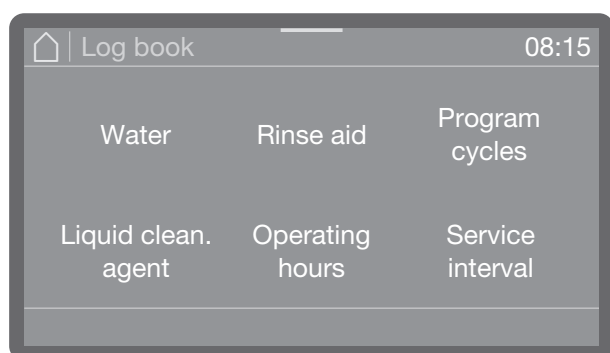 Log book 08:15
Water Rinse aid Program
cycles
Liquid clean. Operating Service
agent hours interval